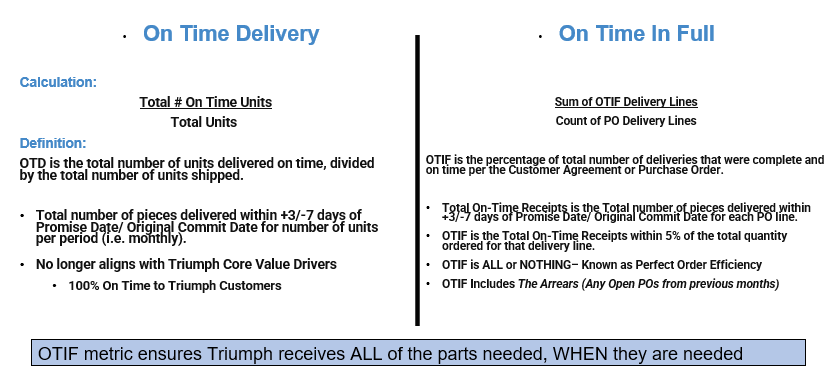 • On Time Delivery
Calculation:
Total # On Time Units
Total Units
Definition:
OTD is the total number of units delivered on time, divided
by the total number of units shipped.
• Total number of pieces delivered within +3/-7 days of
Promise Date/ Original Commit Date for number of units
per period (i.e. monthly).
• No longer aligns with Triumph Core Value Drivers
• 100% On Time to Triumph Customers
• On Time In Full
Sum of OTIF Delivery Lines
Count of PO Delivery Lines
OTIF is the percentage of total number of deliveries that were complete and
on time per the Customer Agreement or Purchase Order.
• Total On-Time Receipts is the Total number of pieces delivered within
+3/-7 days of Promise Date/ Original Commit Date for each PO line.
• OTIF is the Total On-Time Receipts within 5% of the total quantity
ordered for that delivery line.
• OTIF is ALL or NOTHING– Known as Perfect Order Efficiency
• OTIF Includes The Arrears (Any Open POs from previous months)
OTIF metric ensures Triumph receives ALL of the parts needed, WHEN they are needed